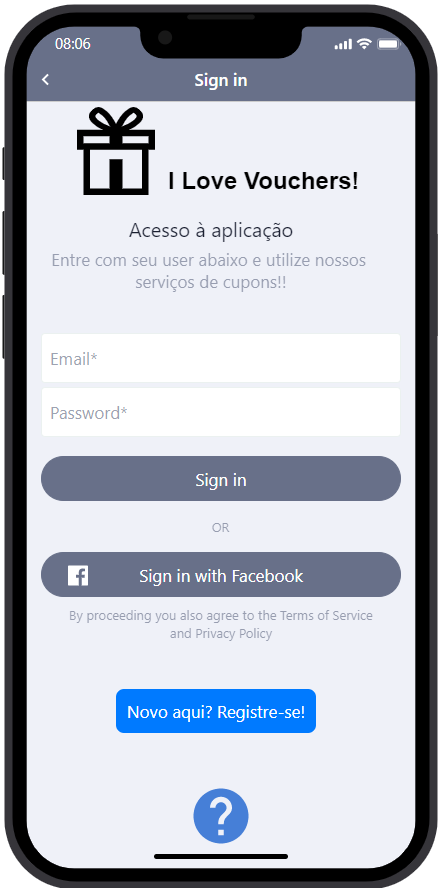 08:06
Sign in
I Love Vouchers!
Acesso à aplicação
Entre com seu user abaixo e utilize nossos
serviços de cupons!!
Email*
Password*
Sign in
OR
Sign in with Facebook
By proceeding you also agree to the Terms of Service
and Privacy Policy
Novo aqui? Registre-se!
?